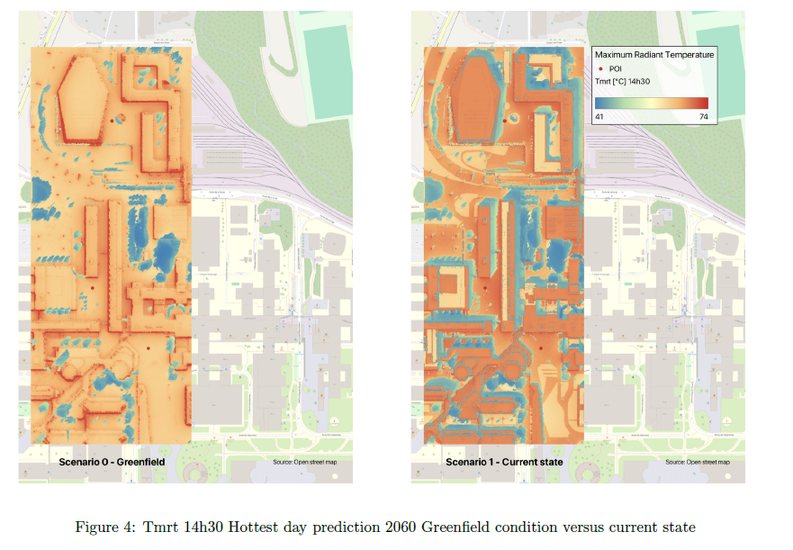 Maximum Radiant Temperature
POI
Tmrt [°C] 14h30
41 74
Scenario 0 - Greenfield
Source: Open street map
Scenario 1 - Current state
Source: Open street map
Figure 4: Tmrt 14h30 Hottest day prediction 2060 Greenfield condition versus current state